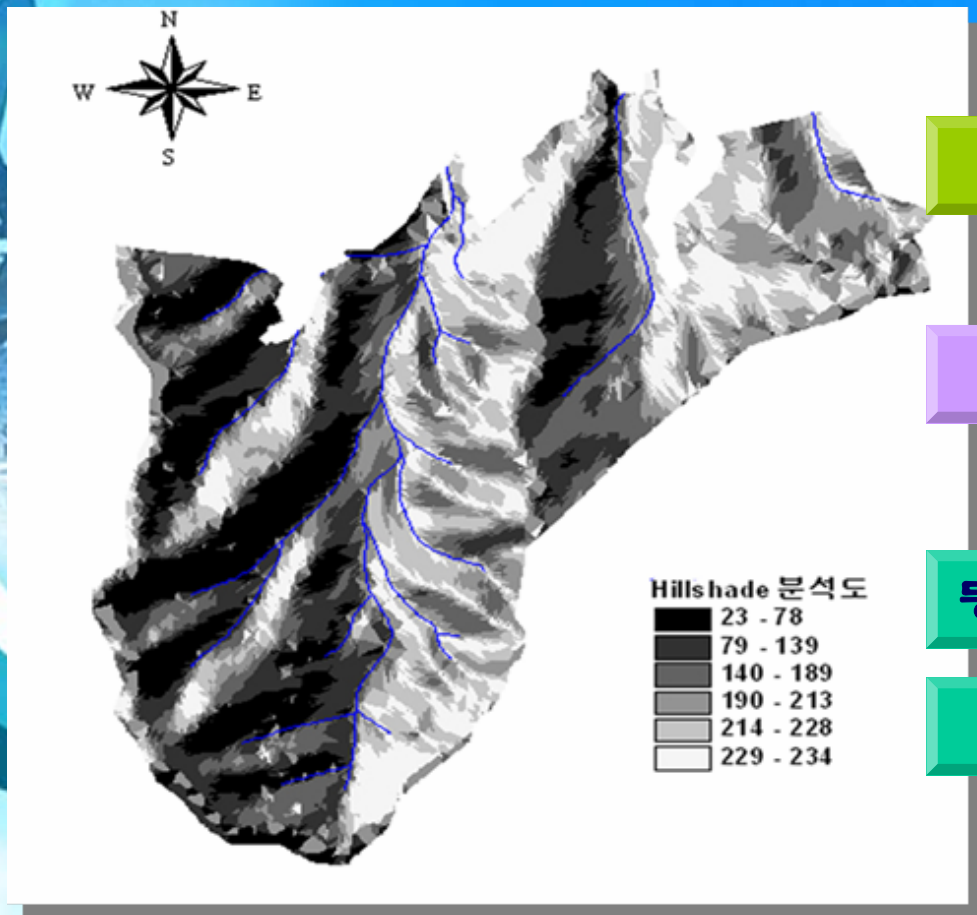 N
W E
S
Hillshade 분석도
23 - 78
79 - 139
140 - 189
190 - 213
214 - 228
229 - 234